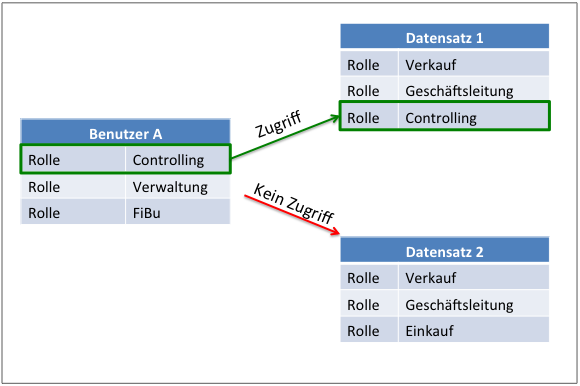 Benutzer A
Rolle Controlling
Rolle Verwaltung
Rolle FiBu
Zugriff
Kein Zugriff
Datensatz 1
Rolle Verkauf
Rolle Geschäftsleitung
Rolle Controlling
Datensatz 2
Rolle Verkauf
Rolle Geschäftsleitung
Rolle Einkauf